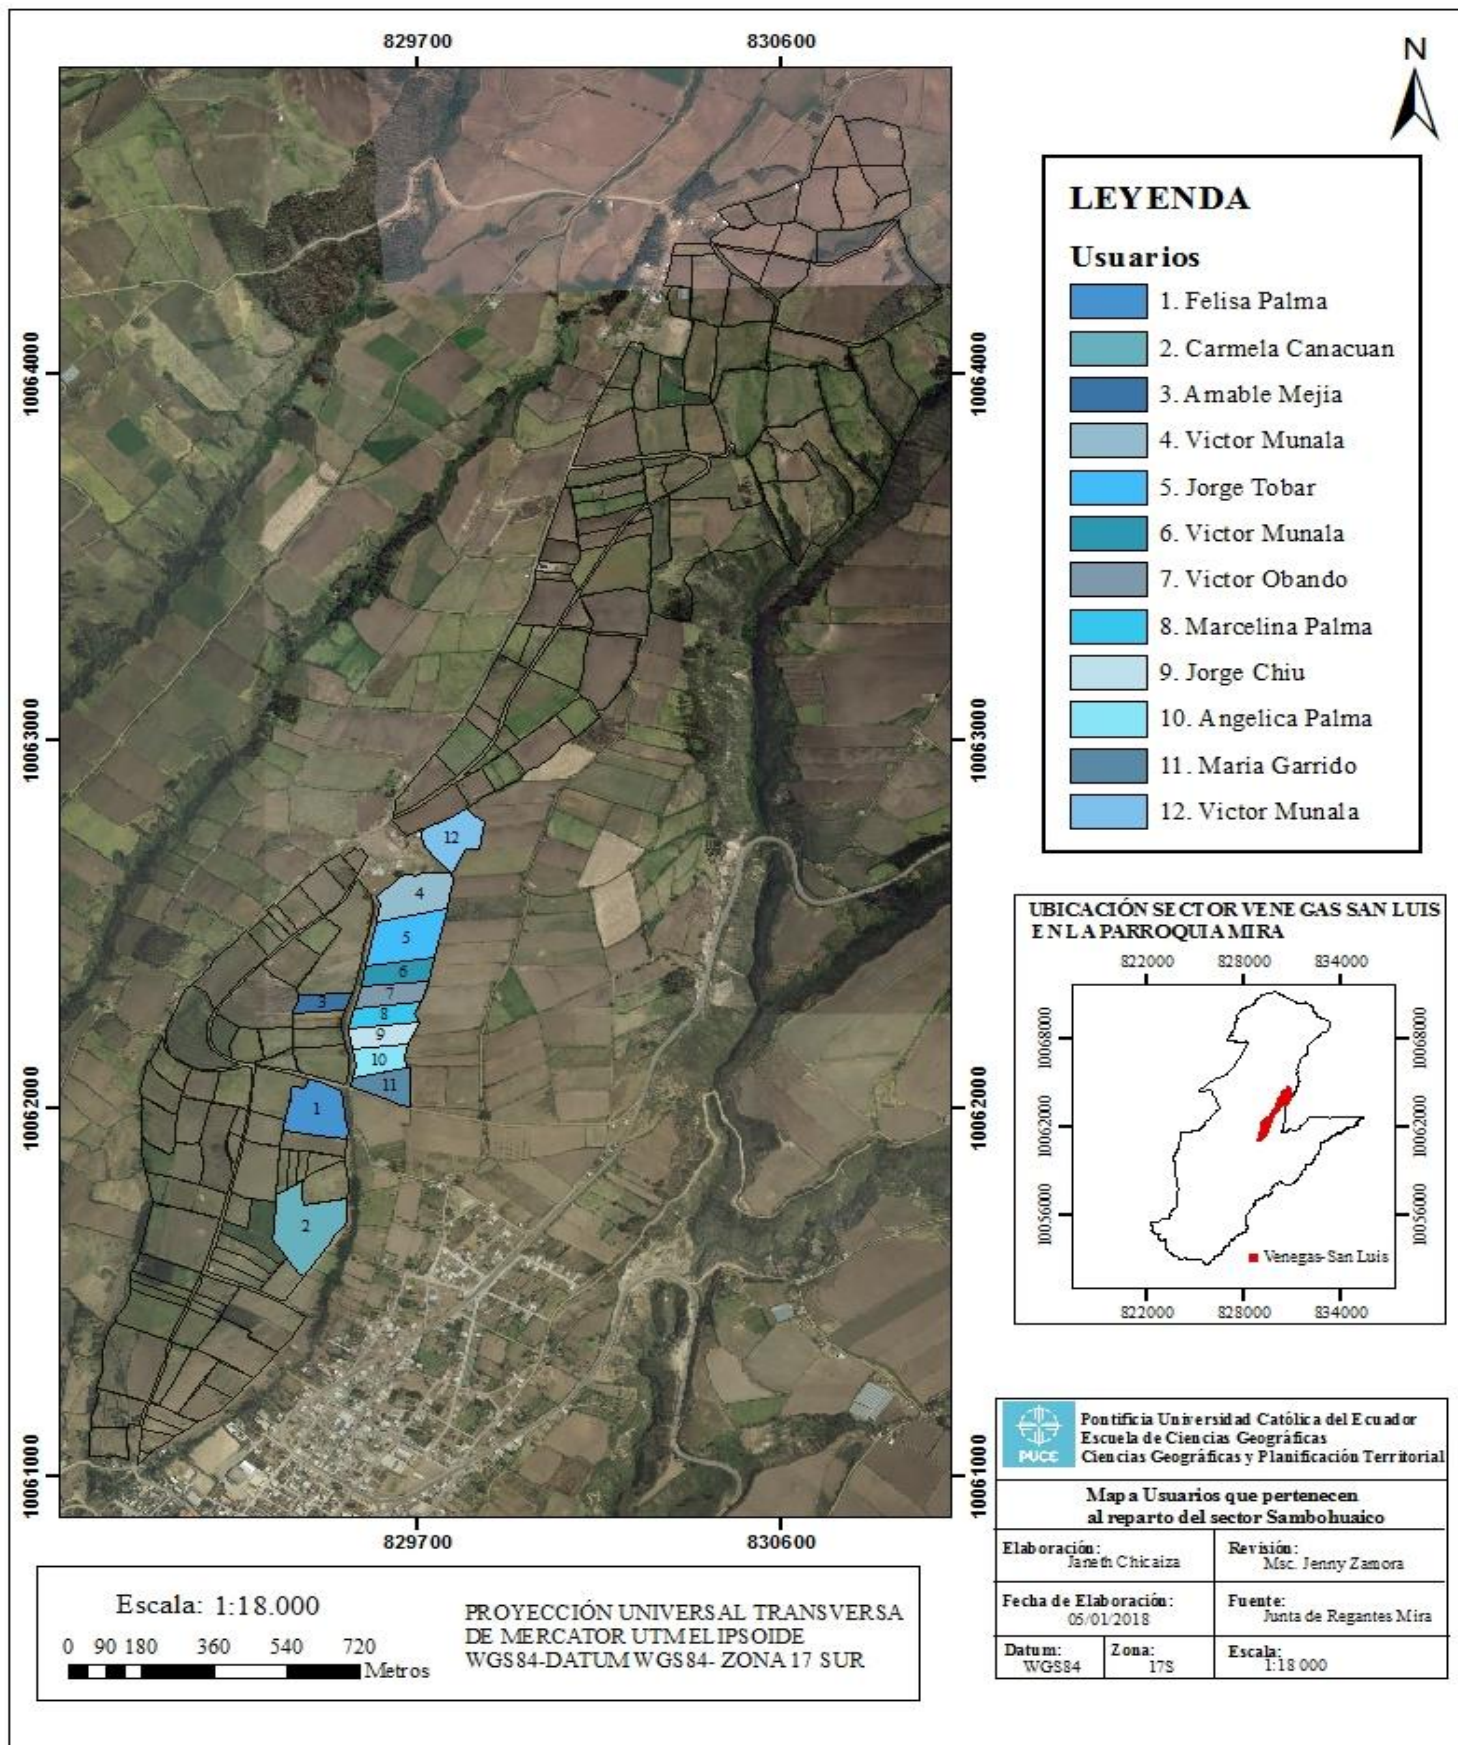 829700
830600
N
10064000
10064000
10063000
10063000
10062000
10062000
10061000
10061000
12
4
5
6
7
3
8
9
10
11
1
2
829700
830600
LEYENDA
Usuarios
1. Felisa Palma
2. Carmela Canacuan
3. Amable Mejia
4. Victor Munala
5. Jorge Tobar
6. Victor Munala
7. Victor Obando
8. Marcelina Palma
9. Jorge Chiu
10. Angelica Palma
11. Maria Garrido
12. Victor Munala
UBICACIÓN SECTOR VENEGAS SAN LUIS
EN LA PARROQUIA MIRA
822000 828000 834000
10068000
10068000
10062000
10062000
10056000
10056000
Venegas-San Luis
822000 828000 834000
PUCE
Pontificia Universidad Católica del Ecuador
Escuela de Ciencias Geográficas
Ciencias Geográficas y Planificación Territorial
Mapa Usuarios que pertenecen
al reparto del sector Sambohuaico
Elaboración:
Janeth Chicaiza
Revisión:
Msc. Jenny Zamora
Fecha de Elaboración:
05/01/2018
Fuente:
Junta de Regantes Mira
Datum:
WGS84
Zona:
17S
Escala:
1:18 000
Escala: 1:18.000
0 90 180 360 540 720
Metros
PROYECCIÓN UNIVERSAL TRANSVERSA
DE MERCATOR UTM ELIPSOIDE
WGS84-DATUM WGS84- ZONA 17 SUR